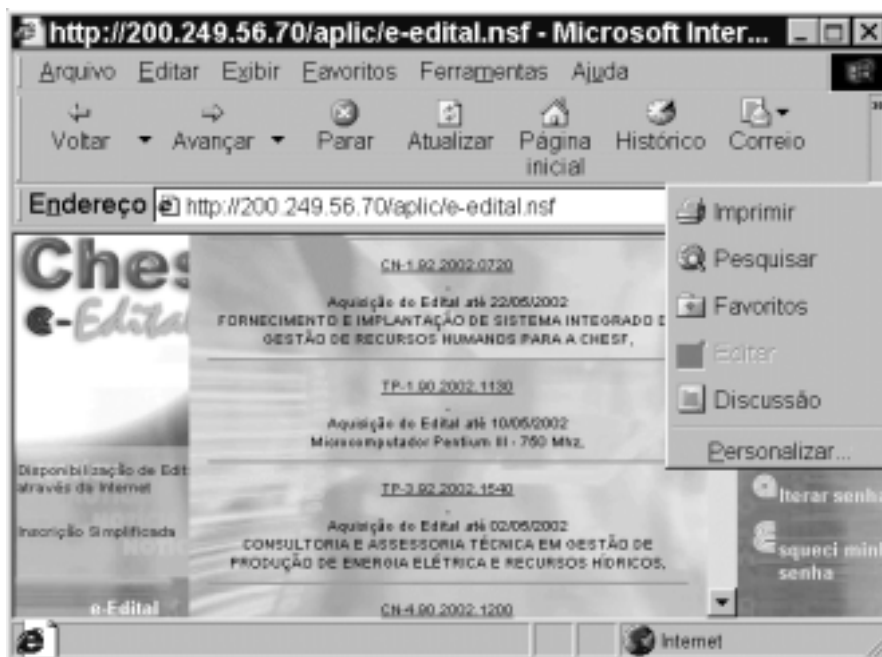 http://200.249.56.70/aplic/e-edital.nsf - Microsoft Inter...
Arquivo Editar Exibir Favoritos Ferramentas Ajuda
Voltar Avançar Parar Atualizar Página inicial Histórico Correio
Endereço http://200.249.56.70/aplic/e-edital.nsf
Imprimir
Pesquisar
Favoritos
Editar
Discussão
Personalizar...
Ches
e-Edital
Disponibilização de Edit
através da Internet
Inscrição Simplificada
e-Edital
CN-1.92.2002.0720
-
Aquisição do Edital até 22/05/2002
FORNECIMENTO E IMPLANTAÇÃO DE SISTEMA INTEGRADO D
GESTÃO DE RECURSOS HUMANOS PARA A CHESF.
TP-1.90.2002.1130
-
Aquisição do Edital até 10/05/2002
Microcomputador Pentium III - 750 Mhz.
TP-3.92.2002.1540
-
Aquisição do Edital até 02/05/2002
CONSULTORIA E ASSESSORIA TÉCNICA EM GESTÃO DE
PRODUÇÃO DE ENERGIA ELÉTRICA E RECURSOS HÍDRICOS.
CN-4.90.2002.1200
Alterar senha
Esqueci minh
senha
Internet